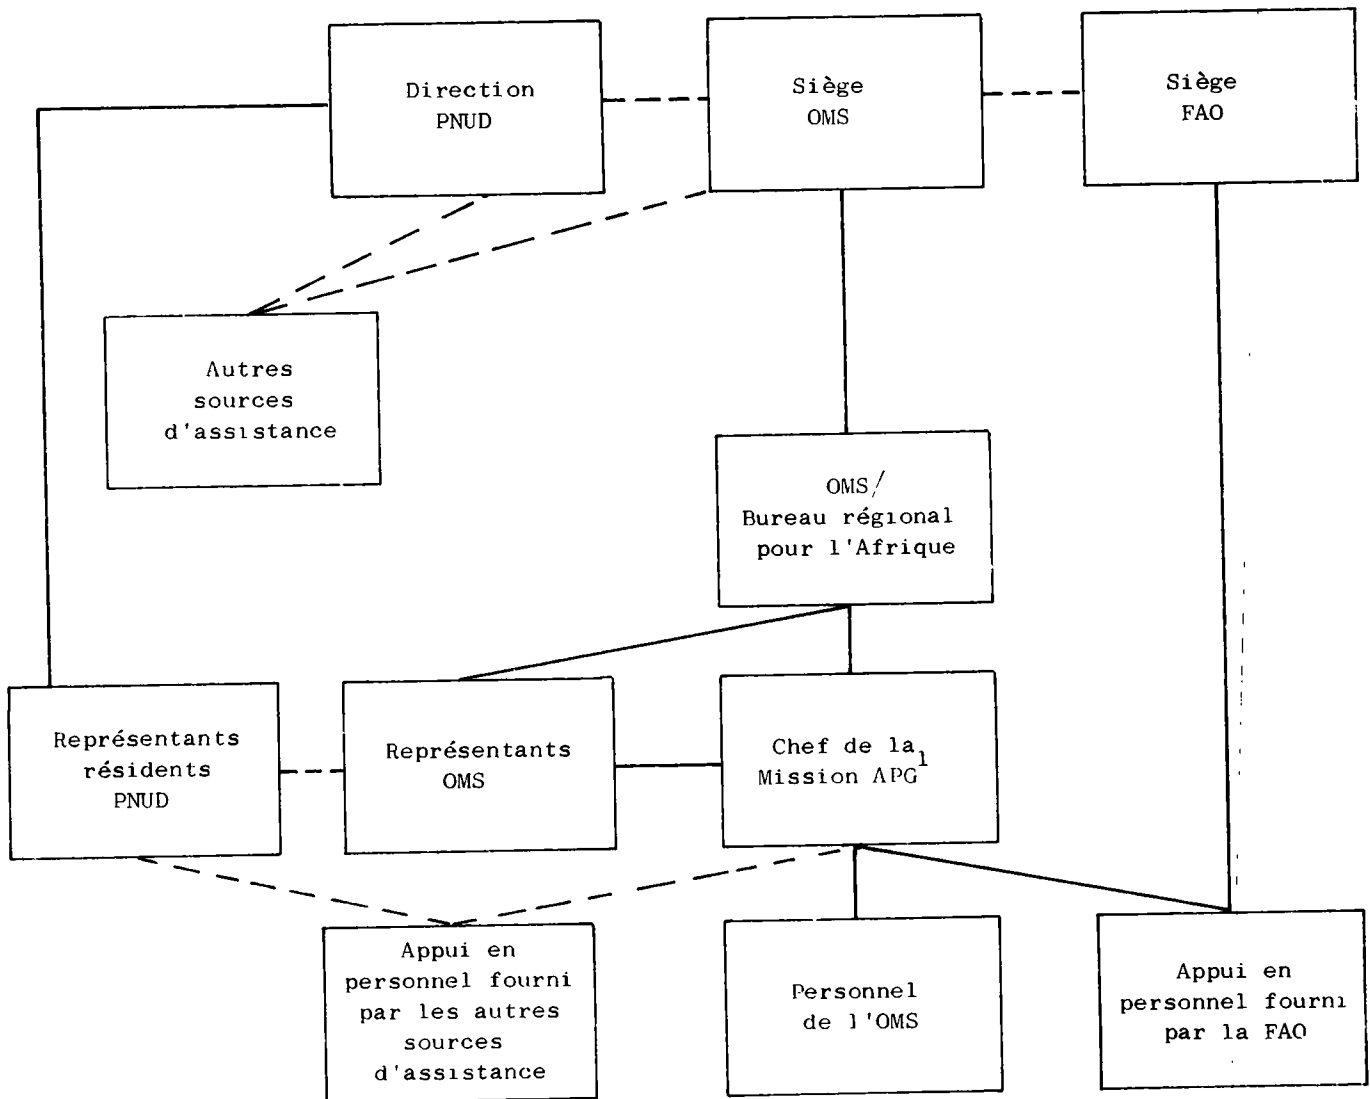 Direction
PNUD
Siège
OMS
Siège
FAO
Autres
sources
d'assistance
OMS/
Bureau régional
pour l'Afrique
Représentants
résidents
PNUD
Représentants
OMS
Chef de la
Mission APG¹
Appui en
personnel fourni
par les autres
sources
d'assistance
Personnel
de l'OMS
Appui en
personnel fourni
par la FAO